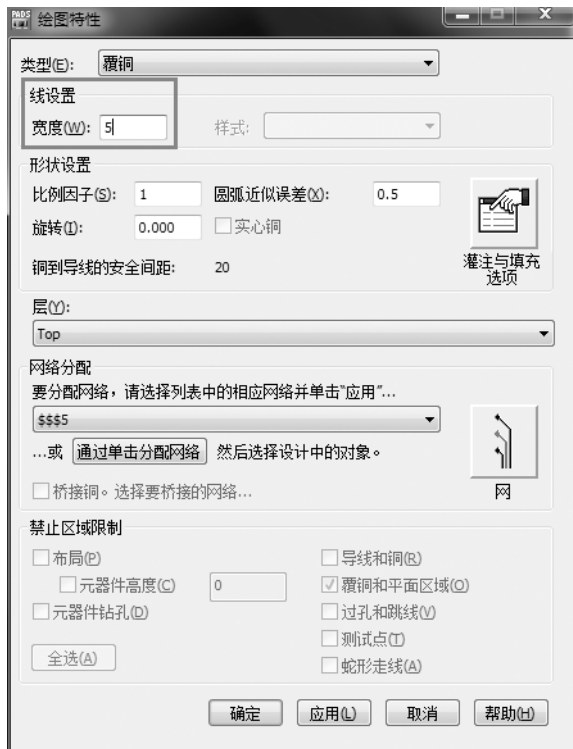 PADS 绘图特性
类型(E): 覆铜
线设置
宽度(W): 5 样式:
形状设置
比例因子(S): 1 圆弧近似误差(X): 0.5
旋转(I): 0.000 实心铜
铜到导线的安全间距: 20 灌注与填充
选项
层(Y):
Top
网络分配
要分配网络，请选择列表中的相应网络并单击“应用”...
$$$5
...或 通过单击分配网络 然后选择设计中的对象。
桥接铜。选择要桥接的网络... 网
禁止区域限制
布局(P) 导线和铜(R)
元器件高度(C) 0 覆铜和平面区域(O)
元器件钻孔(D) 过孔和跳线(V)
测试点(T)
全选(A) 蛇形走线(A)
确定 应用(L) 取消 帮助(H)